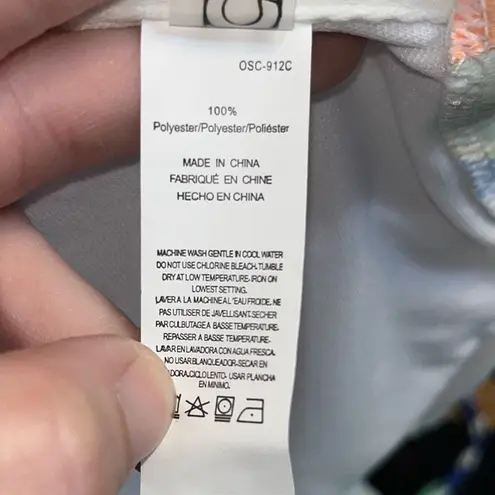 OSC-912C
100%
Polyester/Polyester/Poliéster
MADE IN CHINA
FABRIQUÉ EN CHINE
HECHO EN CHINA
MACHINE WASH GENTLE IN COOL WATER
DO NOT USE CHLORINE BLEACH-TUMBLE
DRY AT LOW TEMPERATURE-IRON ON
LOWEST SETTING.
LAVER A LA MACHINE AL 'EAU FROIDE. NE
PAS UTILISER DE JAVELLISANT-SECHER
PAR CULBUTAGE A BASSE TEMPERATURE-
REPASSER A BASSE TEMPERATURE.
LAVAR EN LAVADORA CON AGUA FRESCA.
NO USAR BLANQUEADOR-SECAR EN
DORA, CICLO LENTO- USAR PLANCHA
EN MINIMO.